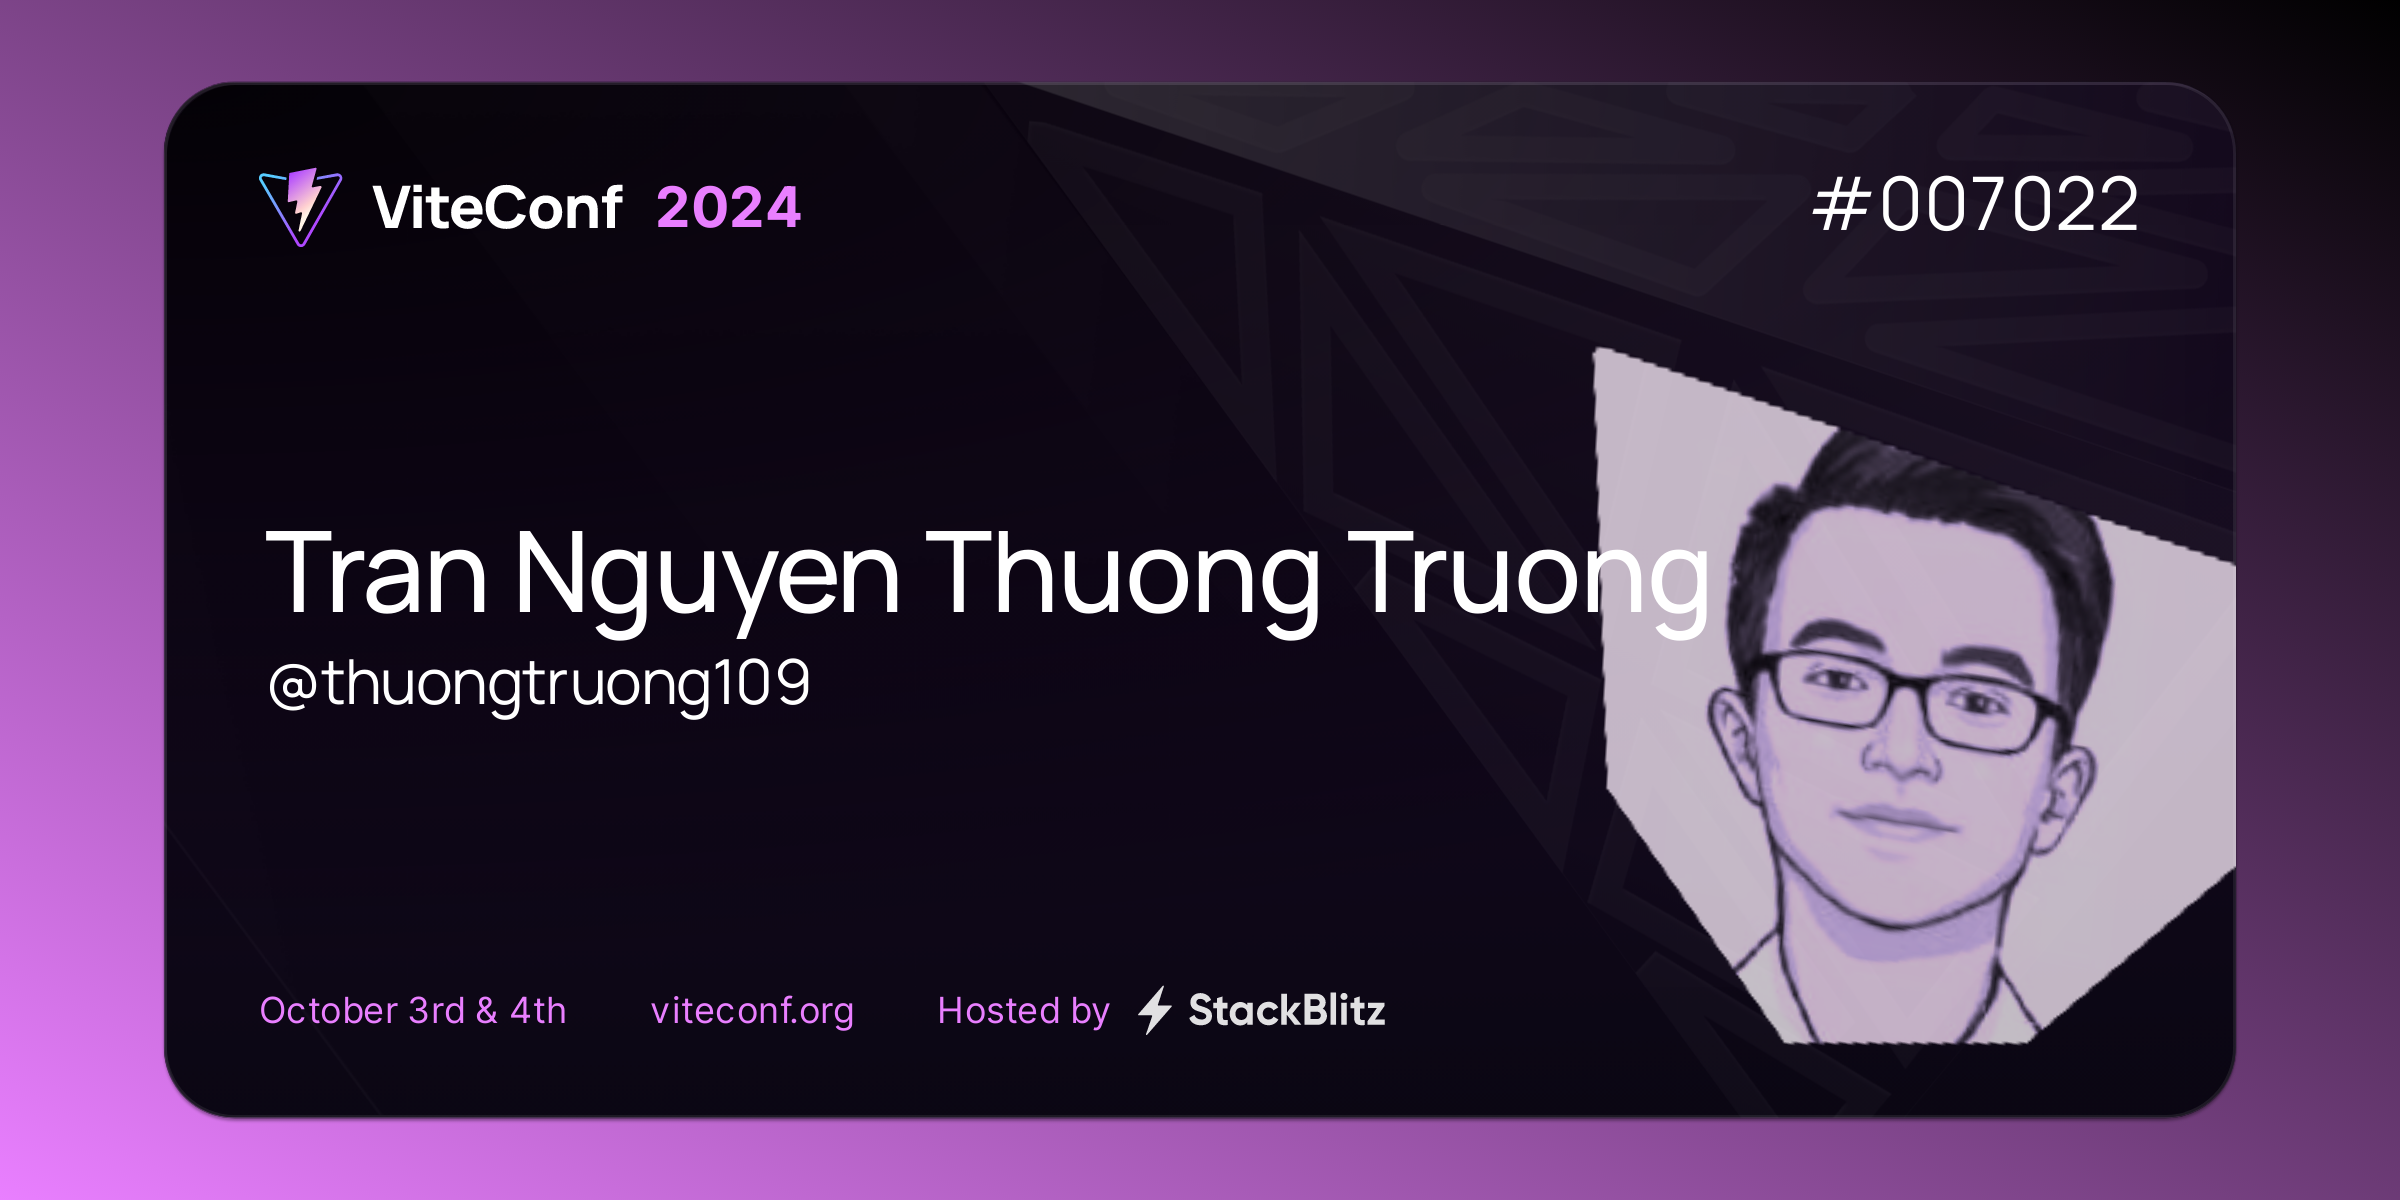 ViteConf 2024
#007022
Tran Nguyen Thuong Truong
@thuongtruong109
October 3rd & 4th
viteconf.org
Hosted by StackBlitz